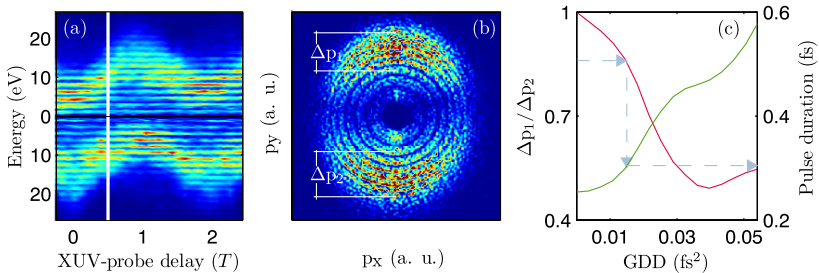 (a)
20
10
0
10
20
Energy (eV)
0 1 2
XUV-probe delay (T)
(b)
Δp1
Δp2
py (a. u.)
px (a. u.)
(c)
1
0.7
0.4
Δp1/Δp2
0.6
0.4
0.2
Pulse duration (fs)
0.01 0.03 0.05
GDD (fs²)